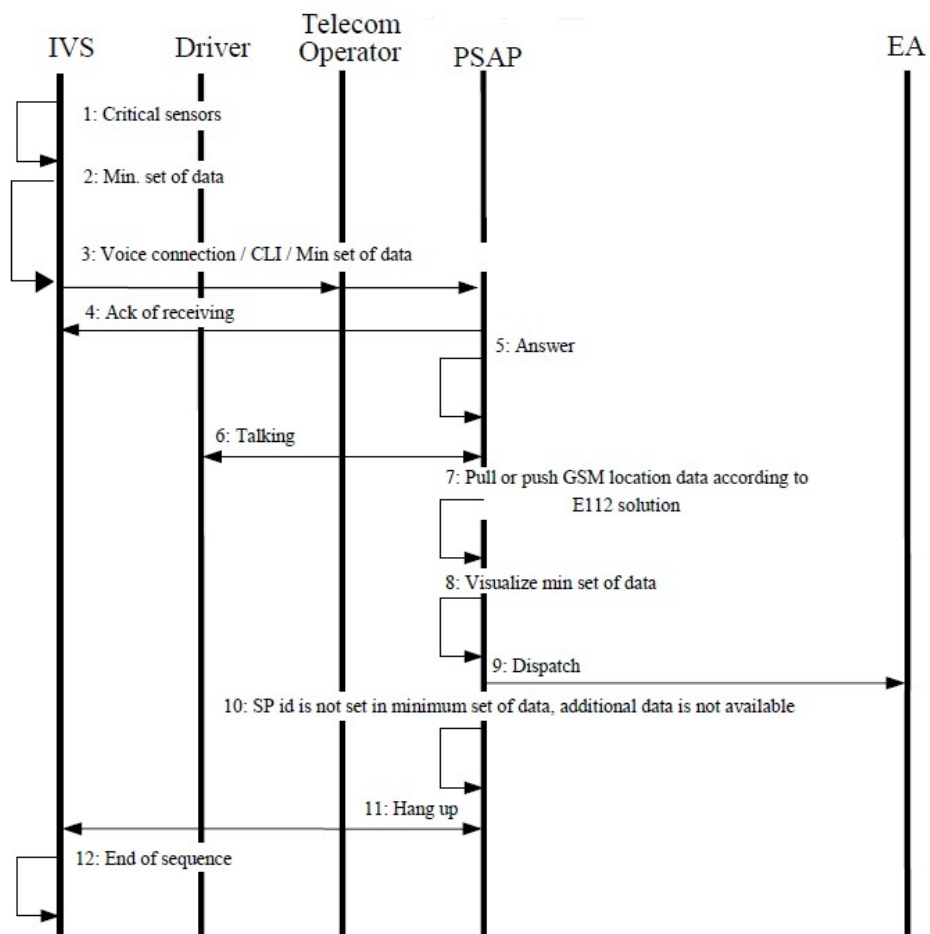 IVS
Driver
Telecom
Operator
PSAP
EA
1: Critical sensors
2: Min. set of data
3: Voice connection / CLI / Min set of data
4: Ack of receiving
5: Answer
6: Talking
7: Pull or push GSM location data according to
E112 solution
8: Visualize min set of data
9: Dispatch
10: SP id is not set in minimum set of data, additional data is not available
11: Hang up
12: End of sequence